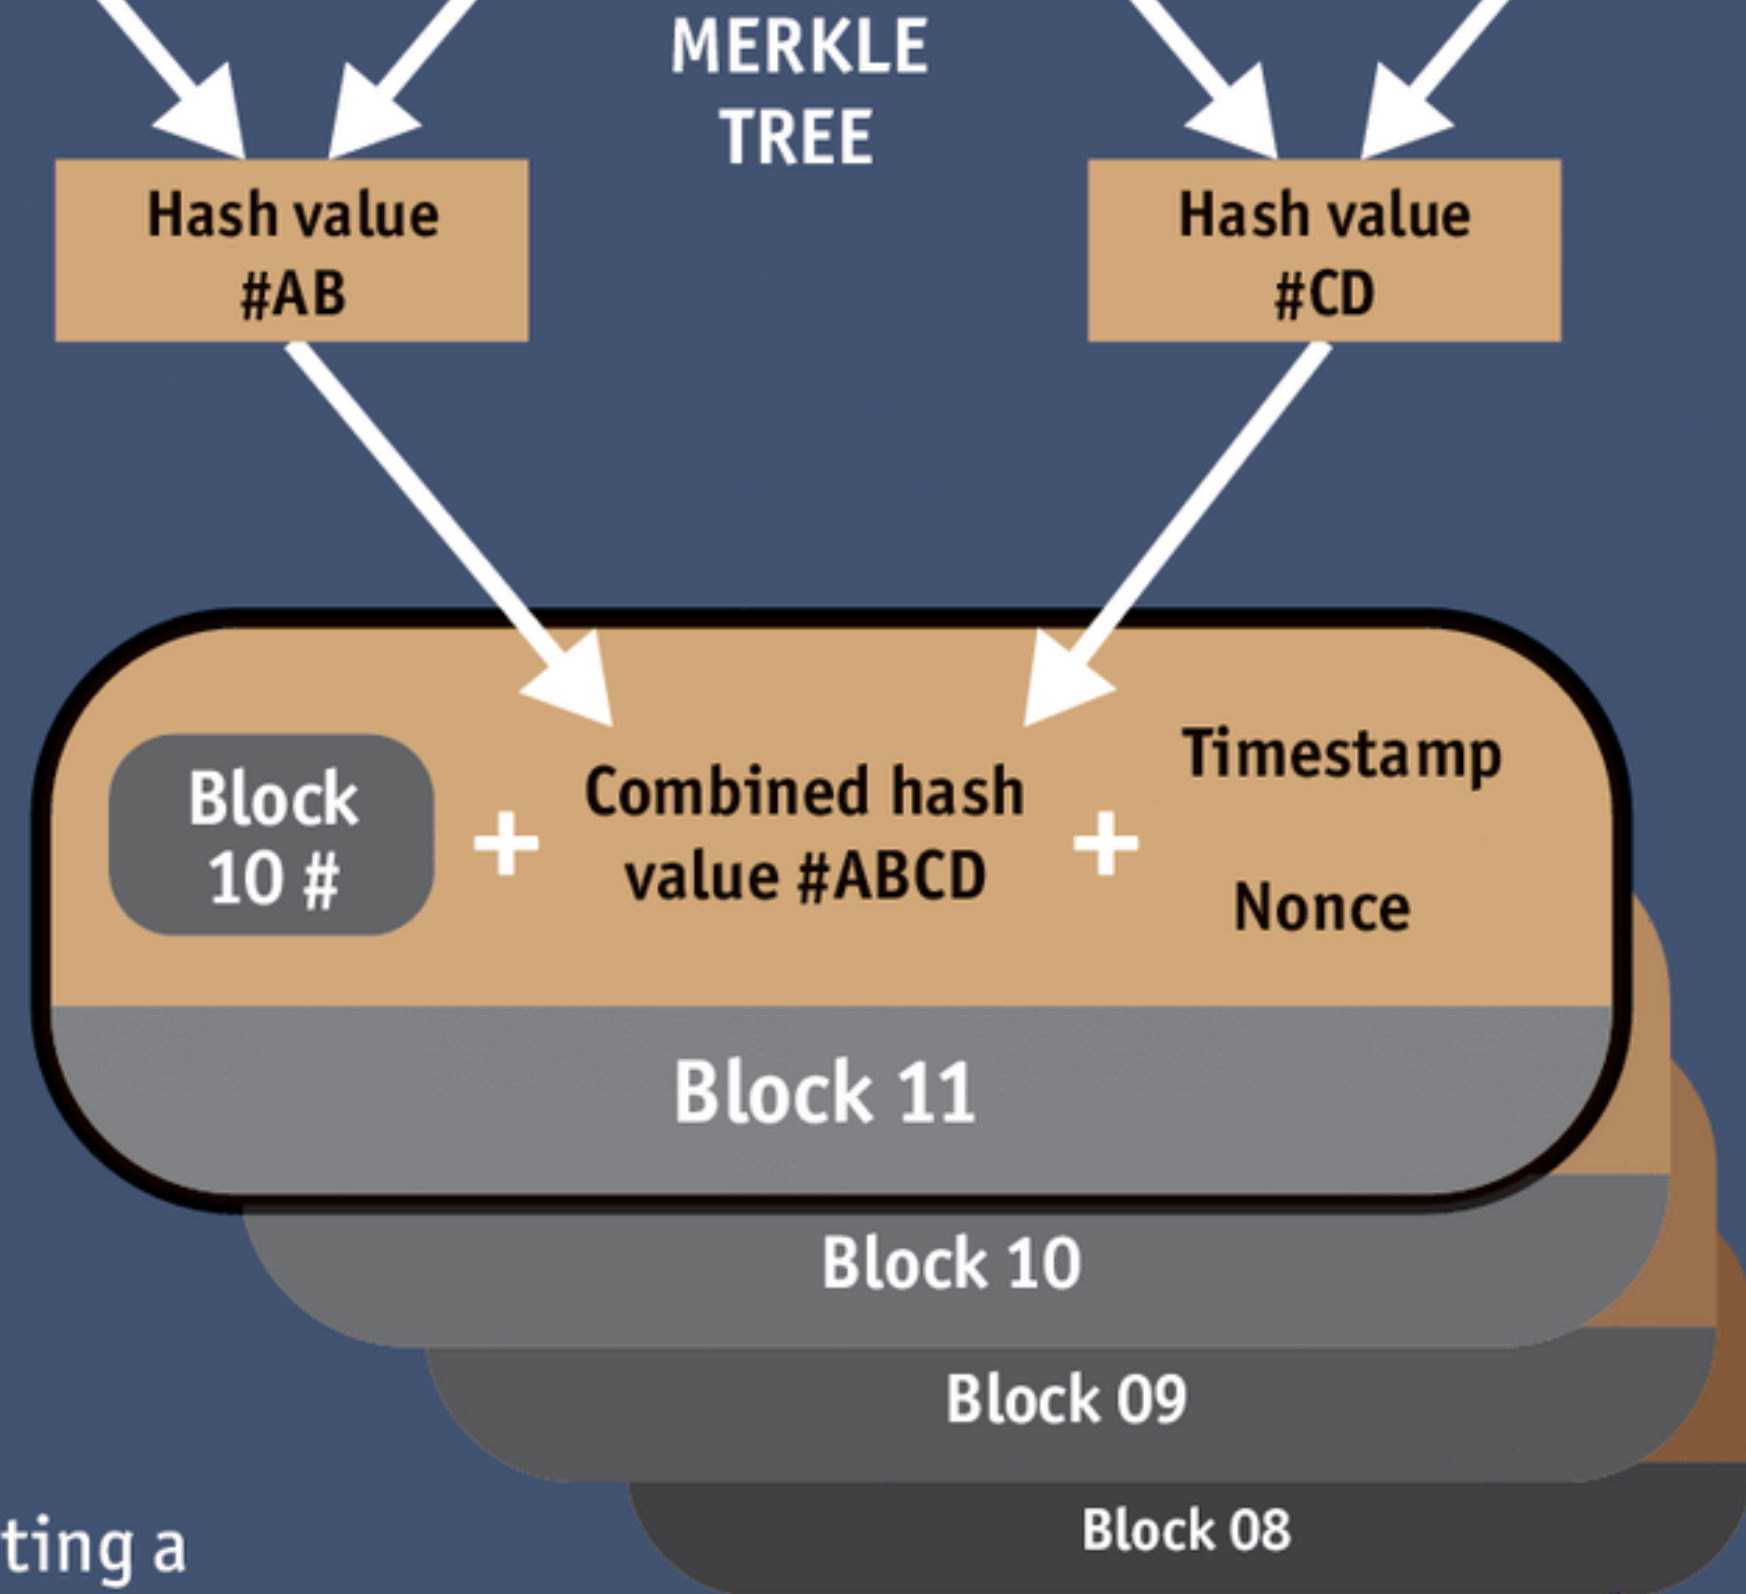 MERKLE
TREE
Hash value
#AB
Hash value
#CD
Block
10 #
+
Combined hash
value #ABCD
+
Timestamp
Nonce
Block 11
Block 10
Block 09
Block 08
ting a